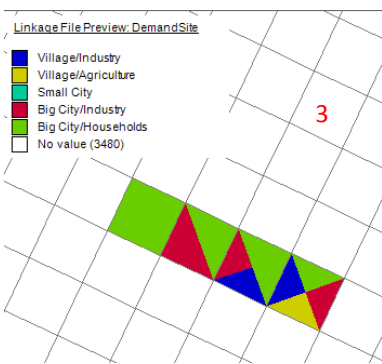 Linkage File Preview: DemandSite
Village/Industry
Village/Agriculture
Small City
Big City/Industry
Big City/Households
No value (3480)
3